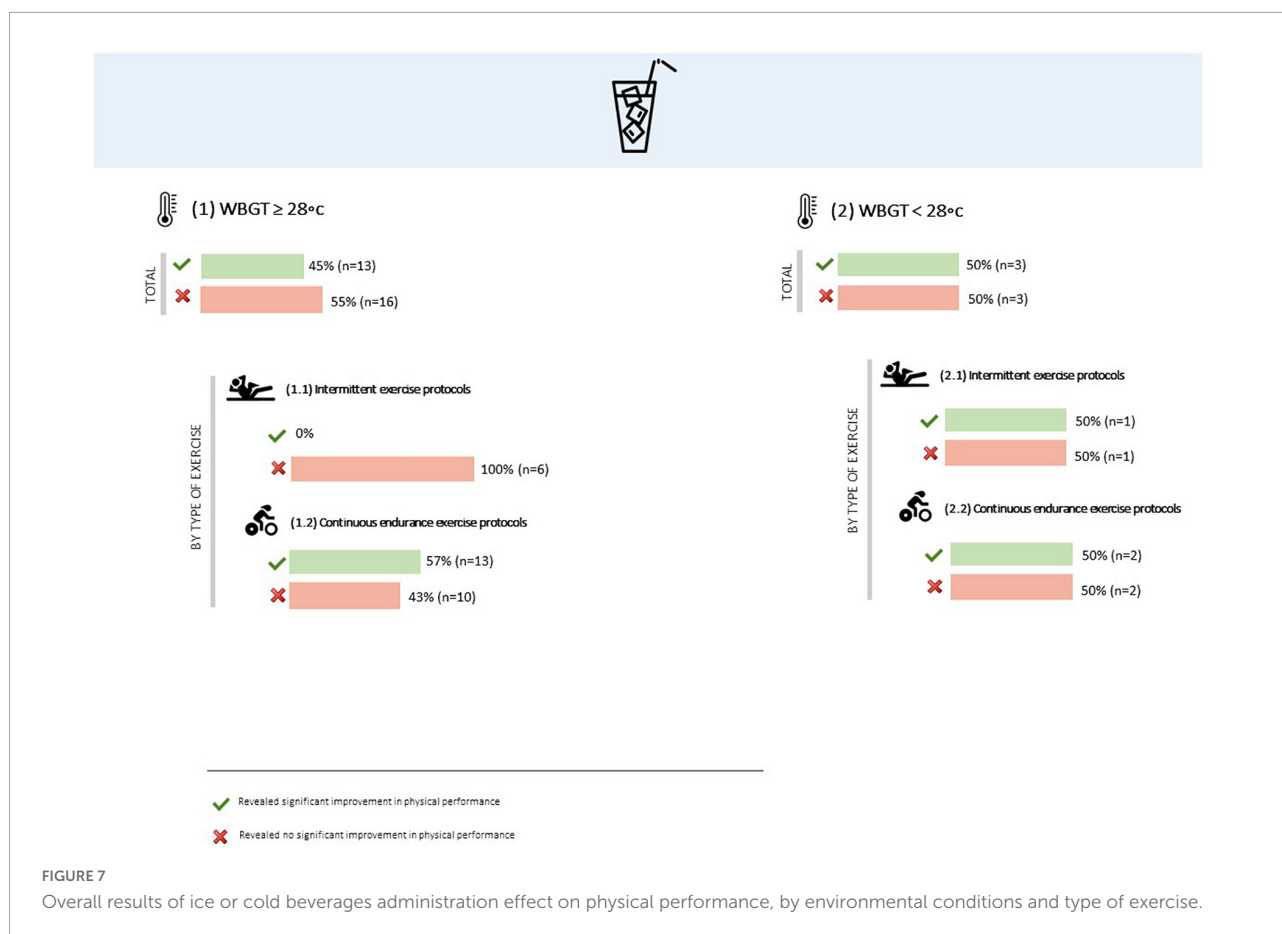 (1) WBGT ≥ 28°c
TOTAL
45% (n=13)
55% (n=16)
BY TYPE OF EXERCISE
(1.1) Intermittent exercise protocols
0%
100% (n=6)
(1.2) Continuous endurance exercise protocols
57% (n=13)
43% (n=10)
(2) WBGT < 28°c
TOTAL
50% (n=3)
50% (n=3)
BY TYPE OF EXERCISE
(2.1) Intermittent exercise protocols
50% (n=1)
50% (n=1)
(2.2) Continuous endurance exercise protocols
50% (n=2)
50% (n=2)
Revealed significant improvement in physical performance
Revealed no significant improvement in physical performance
FIGURE 7
Overall results of ice or cold beverages administration effect on physical performance, by environmental conditions and type of exercise.